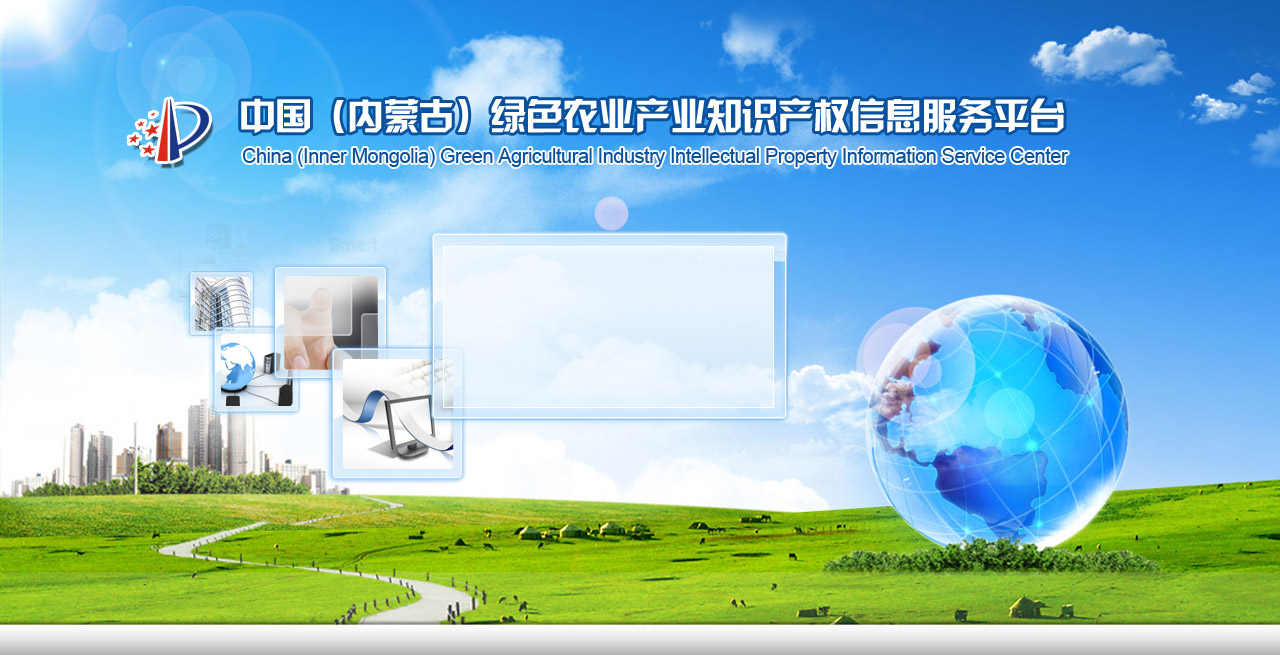 中国（内蒙古）绿色农业产业知识产权信息服务平台
China (Inner Mongolia) Green Agricultural Industry Intellectual Property Information Service Center
Smart